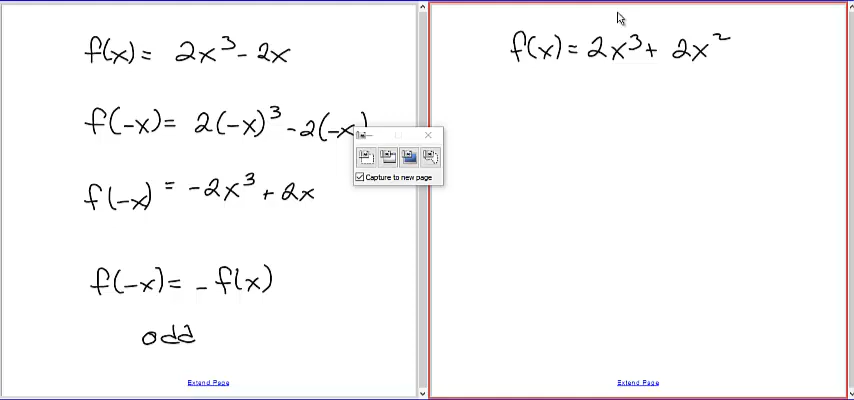 f(x) = 2x³ - 2x
f(-x) = 2(-x)³ - 2(-x)
f(-x) = -2x³ + 2x
f(-x) = -f(x)
odd
Extend Page
Capture to new page
f(x) = 2x³ + 2x²
Extend Page